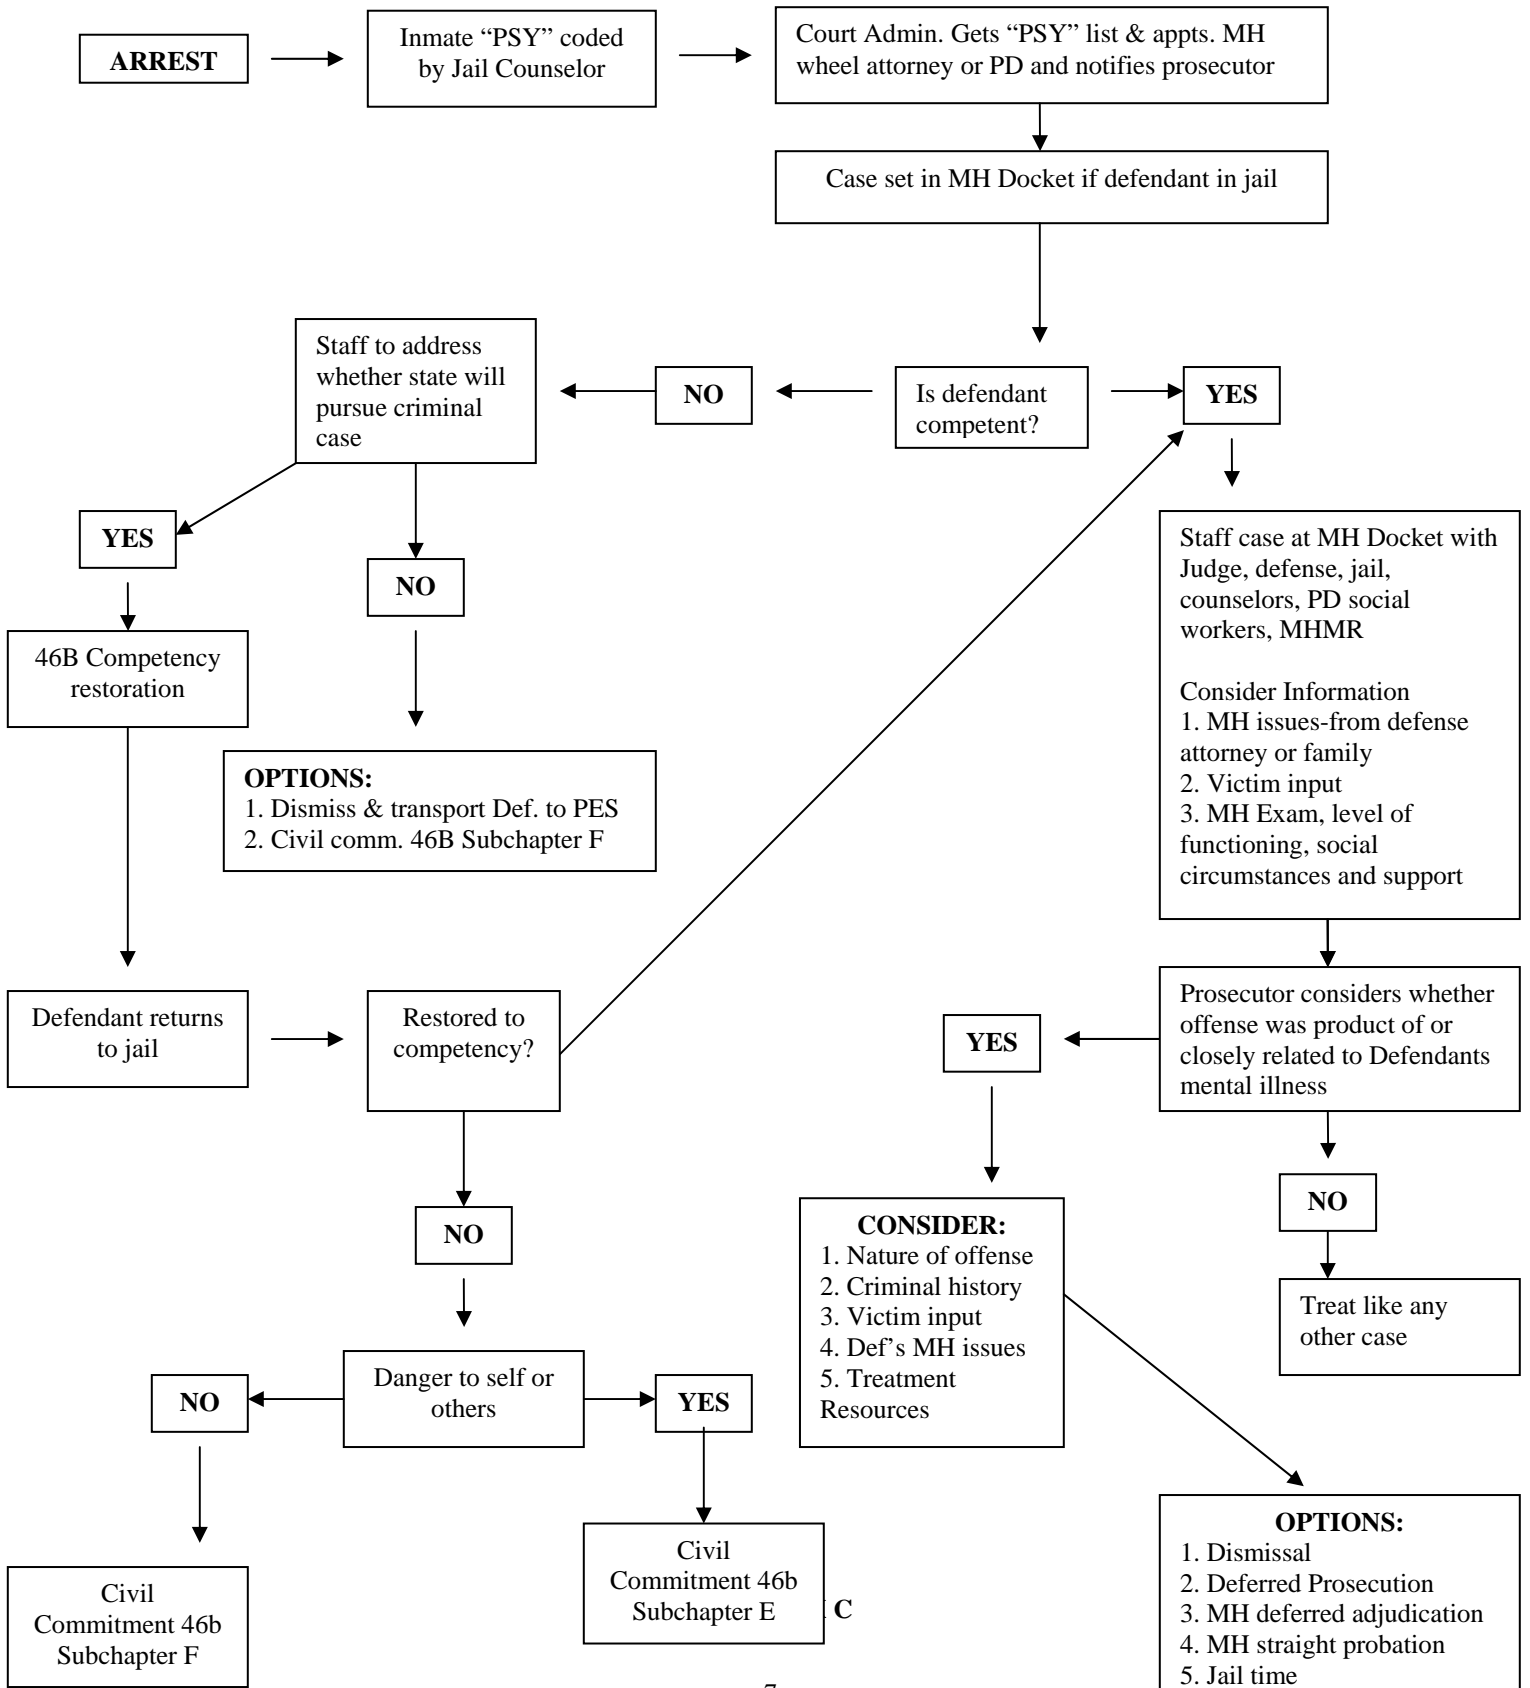 ARREST
Inmate “PSY” coded
by Jail Counselor
Court Admin. Gets “PSY” list & appts. MH
wheel attorney or PD and notifies prosecutor
Case set in MH Docket if defendant in jail
Staff to address
whether state will
pursue criminal
case
NO
Is defendant
competent?
YES
YES
NO
Staff case at MH Docket with
Judge, defense, jail,
counselors, PD social
workers, MHMR
Consider Information
1. MH issues-from defense
attorney or family
2. Victim input
3. MH Exam, level of
functioning, social
circumstances and support
46B Competency
restoration
OPTIONS:
1. Dismiss & transport Def. to PES
2. Civil comm. 46B Subchapter F
Defendant returns
to jail
Restored to
competency?
YES
Prosecutor considers whether
offense was product of or
closely related to Defendants
mental illness
NO
NO
CONSIDER:
1. Nature of offense
2. Criminal history
3. Victim input
4. Def’s MH issues
5. Treatment
Resources
Treat like any
other case
NO
Danger to self or
others
YES
Civil
Commitment 46b
Subchapter F
Civil
Commitment 46b
Subchapter E
C
OPTIONS:
1. Dismissal
2. Deferred Prosecution
3. MH deferred adjudication
4. MH straight probation
5. Jail time